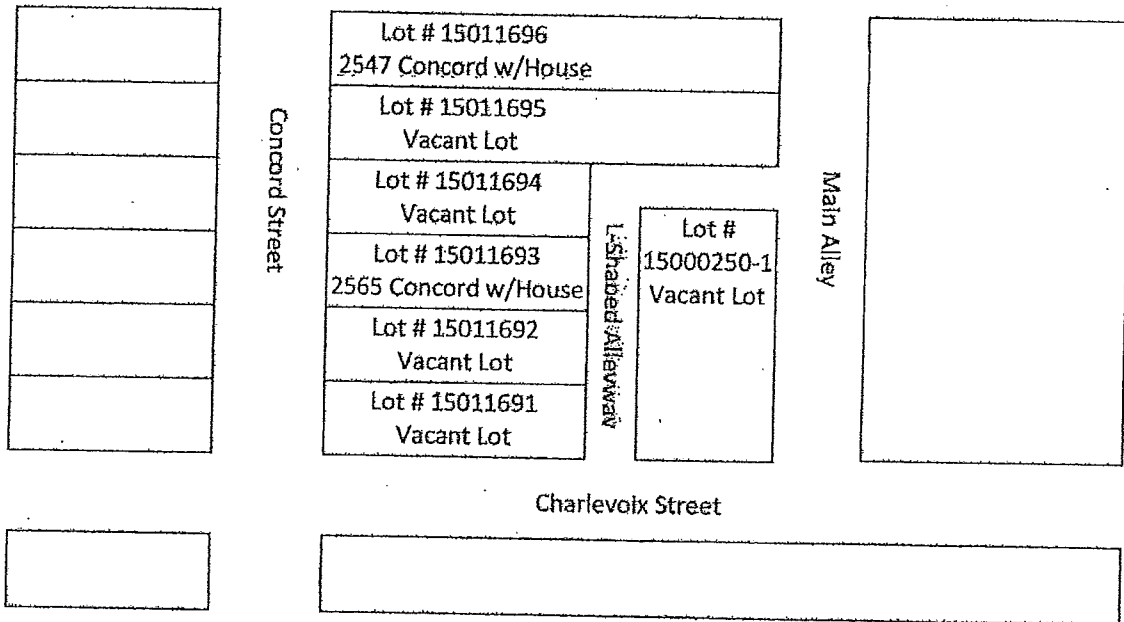 Lot # 15011696
2547 Concord w/House
Lot # 15011695
Vacant Lot
Lot # 15011694
Vacant Lot
Lot # 15011693
2565 Concord w/House
Lot # 15011692
Vacant Lot
Lot # 15011691
Vacant Lot
Concord Street
L-Shaped Alleyway
Lot #
15000250-1
Vacant Lot
Main Alley
Charlevoix Street